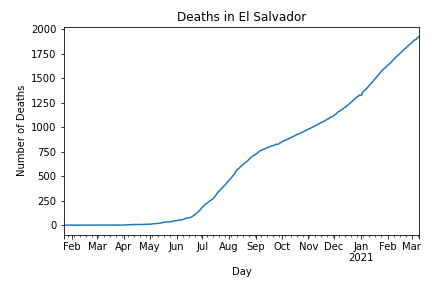 Deaths in El Salvador
2000
1750
1500
1250
1000
750
500
250
0
Number of Deaths
Feb Mar Apr May Jun Jul Aug Sep Oct Nov Dec Jan Feb Mar
2021
Day